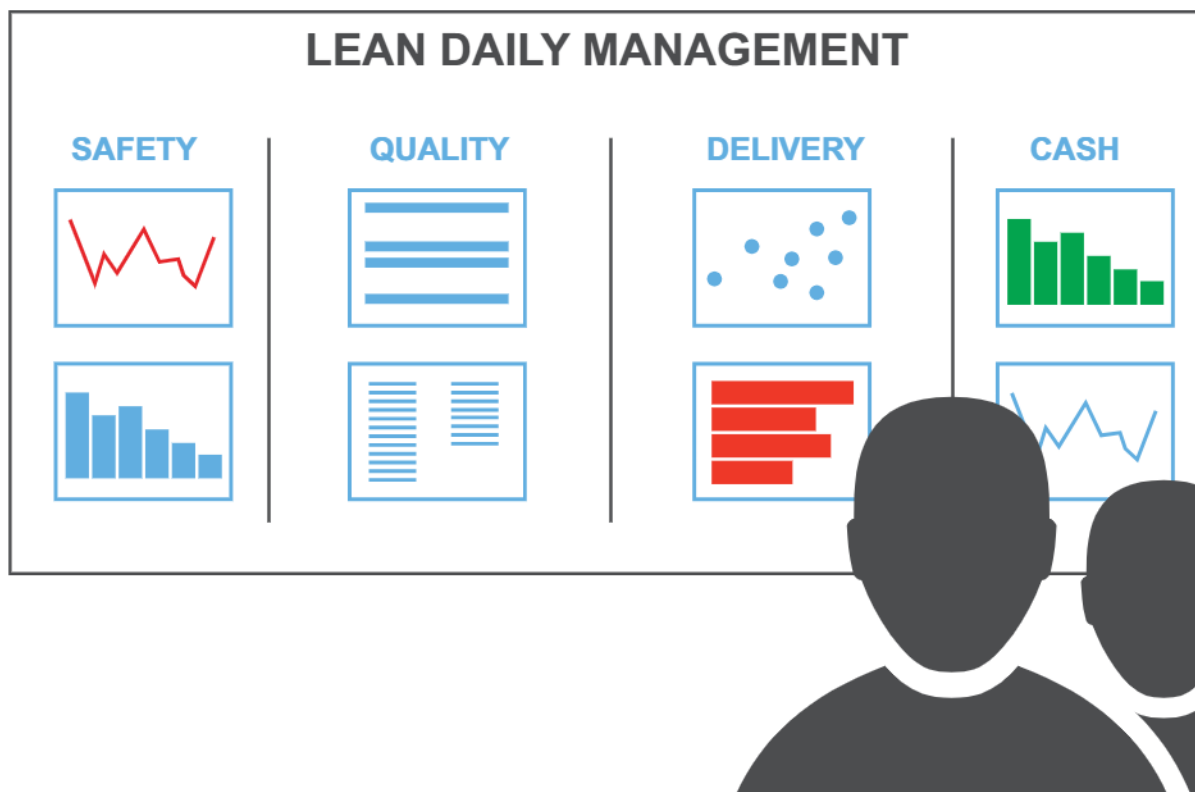 LEAN DAILY MANAGEMENT
SAFETY
QUALITY
DELIVERY
CASH